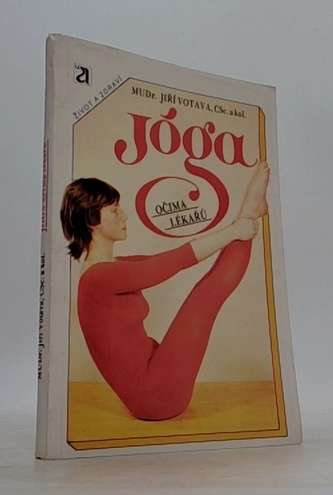 ŽIVOT A ZDRAVÍ
MUDr. JIŘÍ VOTAVA, CSc. a kol.
Jóga
OČIMA
LÉKAŘŮ